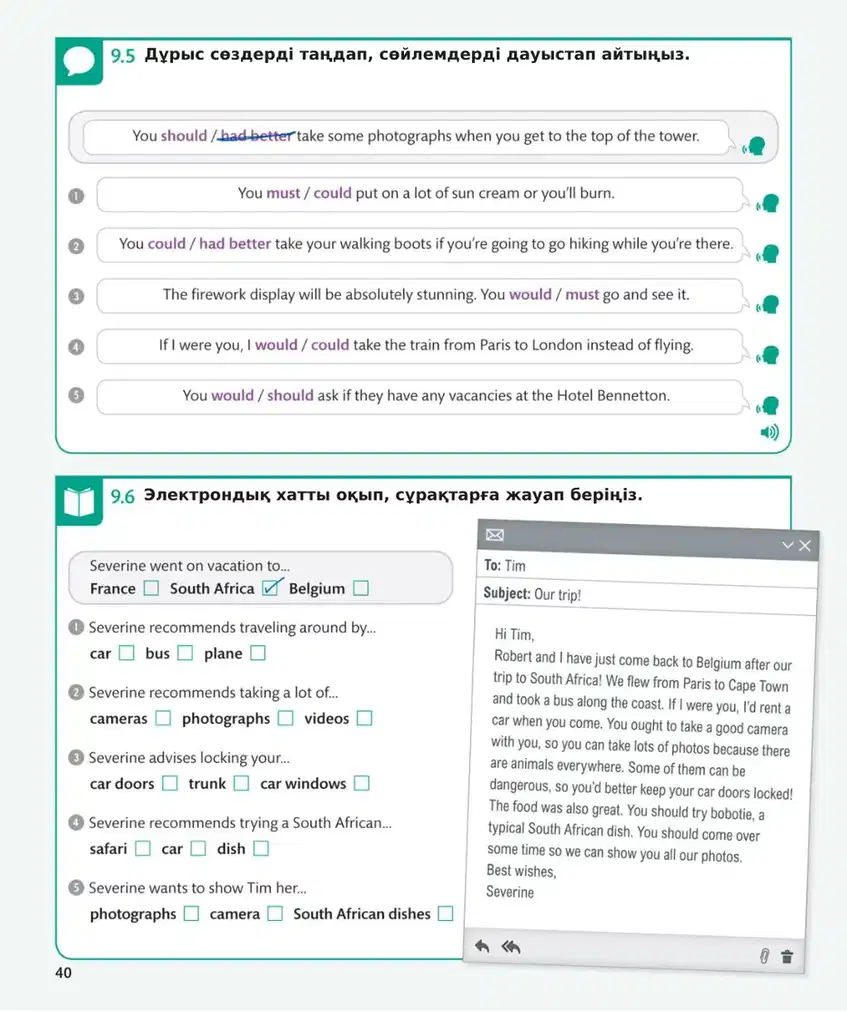 9.5 Дұрыс сөздерді таңдап, сөйлемдерді дауыстап айтыңыз.
You should / had better take some photographs when you get to the top of the tower.
1 You must / could put on a lot of sun cream or you'll burn.
2 You could / had better take your walking boots if you're going to go hiking while you're there.
3 The firework display will be absolutely stunning. You would / must go and see it.
4 If I were you, I would / could take the train from Paris to London instead of flying.
5 You would / should ask if they have any vacancies at the Hotel Bennetton.
9.6 Электрондық хатты оқып, сұрақтарға жауап беріңіз.
Severine went on vacation to...
France South Africa Belgium
1 Severine recommends traveling around by...
car bus plane
2 Severine recommends taking a lot of...
cameras photographs videos
3 Severine advises locking your...
car doors trunk car windows
4 Severine recommends trying a South African...
safari car dish
5 Severine wants to show Tim her...
photographs camera South African dishes
To: Tim
Subject: Our trip!
Hi Tim,
Robert and I have just come back to Belgium after our
trip to South Africa! We flew from Paris to Cape Town
and took a bus along the coast. If I were you, I'd rent a
car when you come. You ought to take a good camera
with you, so you can take lots of photos because there
are animals everywhere. Some of them can be
dangerous, so you'd better keep your car doors locked!
The food was also great. You should try bobotie, a
typical South African dish. You should come over
some time so we can show you all our photos.
Best wishes,
Severine
40